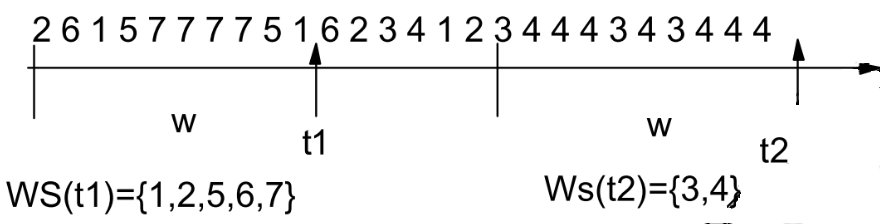 2 6 1 5 7 7 7 7 5 1 6 2 3 4 1 2 3 4 4 4 3 4 3 4 4 4
w
w
t1
t2
WS(t1)={1,2,5,6,7}
Ws(t2)={3,4}